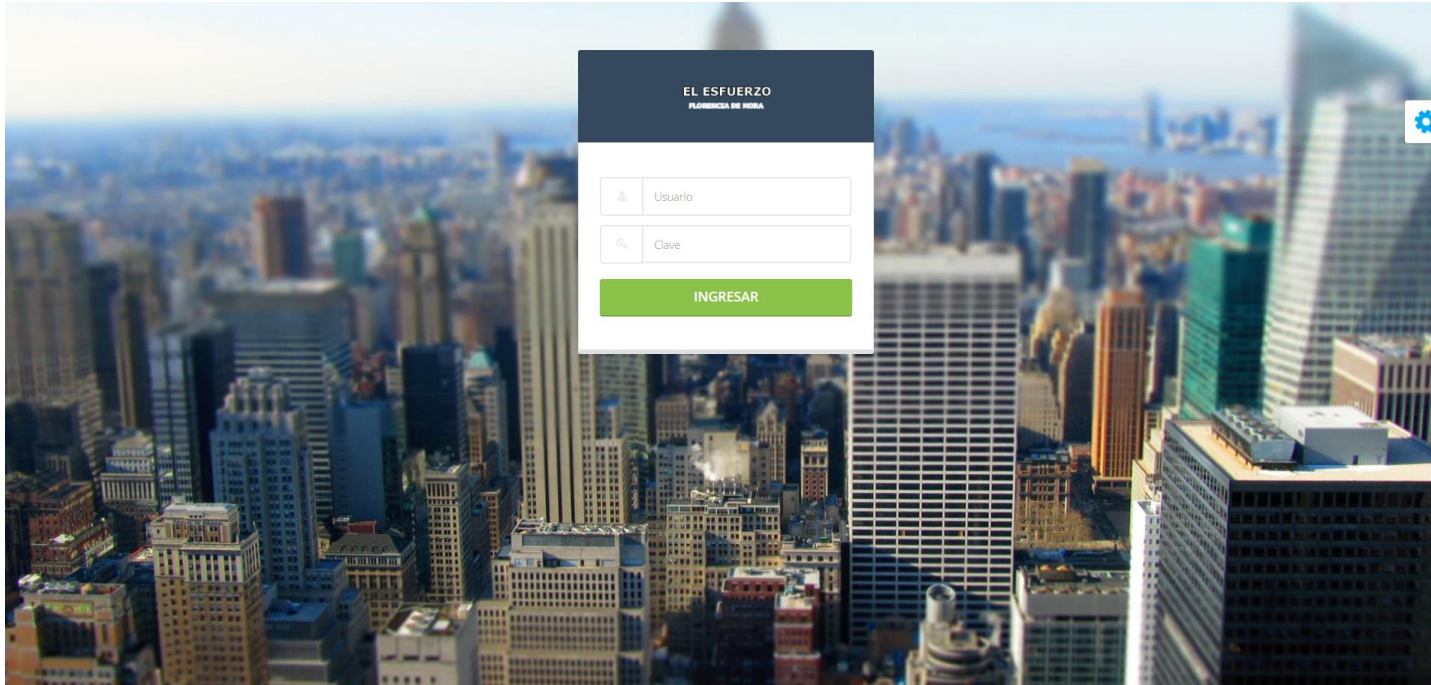 EL ESFUERZO
FLORENCIA DE MORA
Usuario
Clave
INGRESAR